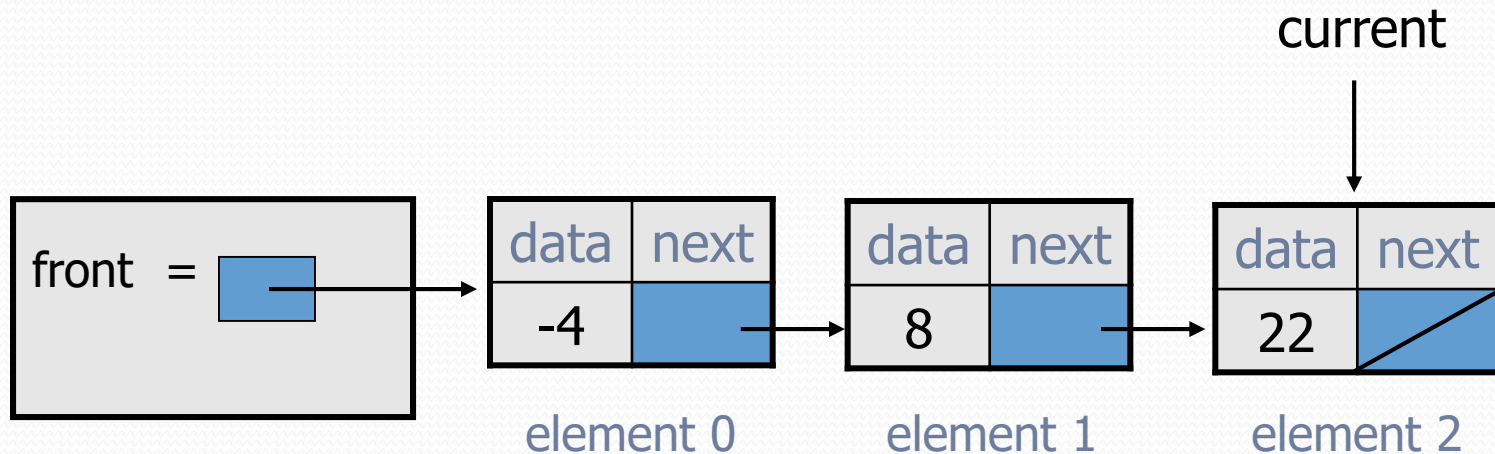 current
front =
data next
-4
element 0
data next
8
element 1
data next
22
element 2